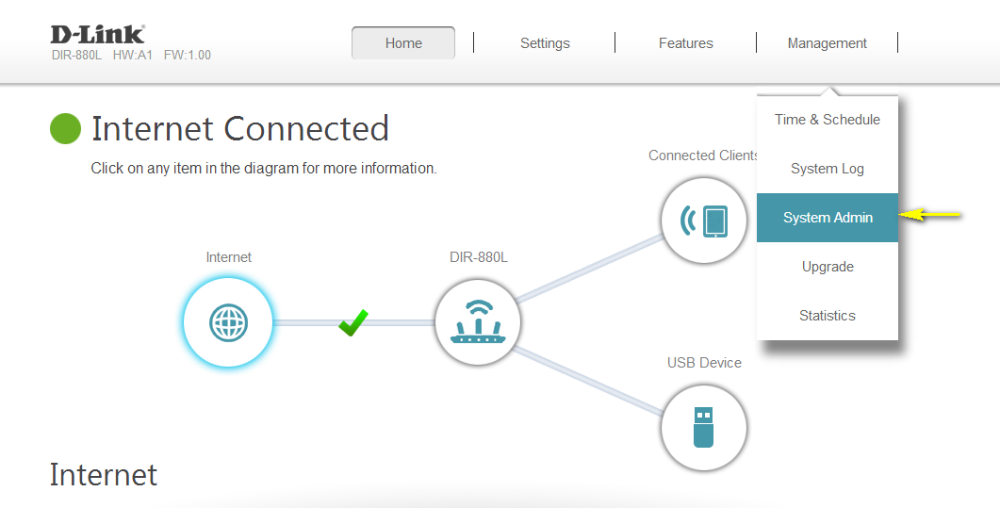 D-Link
DIR-880L HW:A1 FW:1.00
Home
Settings
Features
Management
Time & Schedule
System Log
System Admin
Upgrade
Statistics
Internet Connected
Click on any item in the diagram for more information.
Connected Clients
Internet
DIR-880L
USB Device
Internet